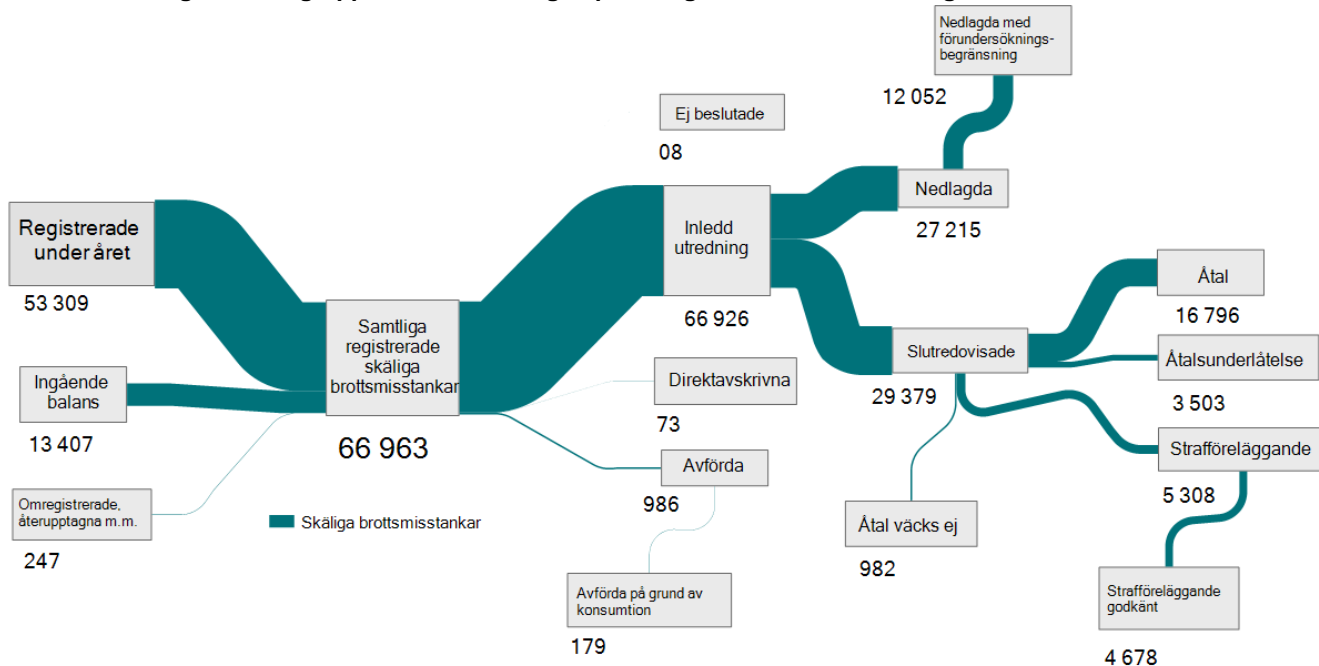 Nedlagda med
förundersöknings-
begränsning
12 052
Ej beslutade
08
Nedlagda
27 215
Registrerade
under året
53 309
Inledd
utredning
66 926
Åtal
16 796
Samtliga
registrerade
skäliga
brottsmisstankar
66 963
Slutredovisade
29 379
Åtalsunderlåtelse
3 503
Ingående
balans
13 407
Direktavskrivna
73
Avförda
986
Strafföreläggande
5 308
Omregistrerade,
återupptagna m.m.
247
Skäliga brottsmisstankar
Åtal väcks ej
982
Avförda på grund av
konsumtion
179
Strafföreläggande
godkänt
4 678